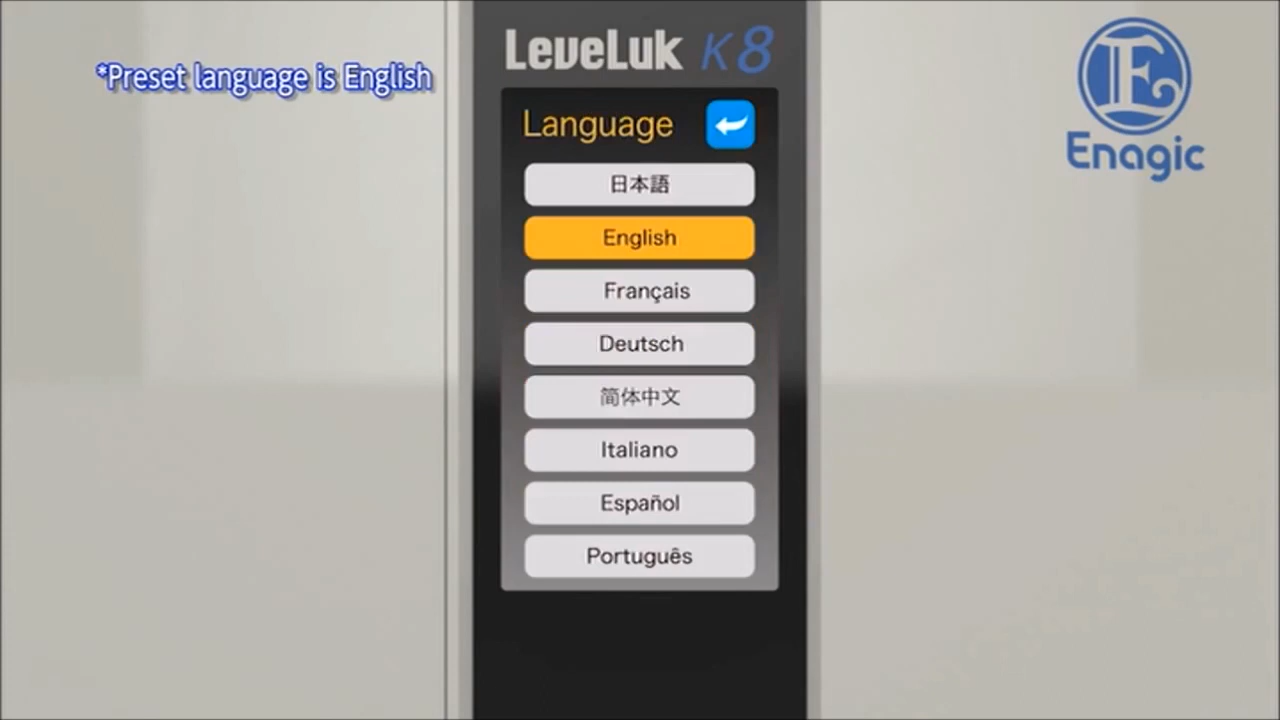 *Preset language is English
LeveLuk K8
Enagic
Language
日本語
English
Français
Deutsch
简体中文
Italiano
Español
Português